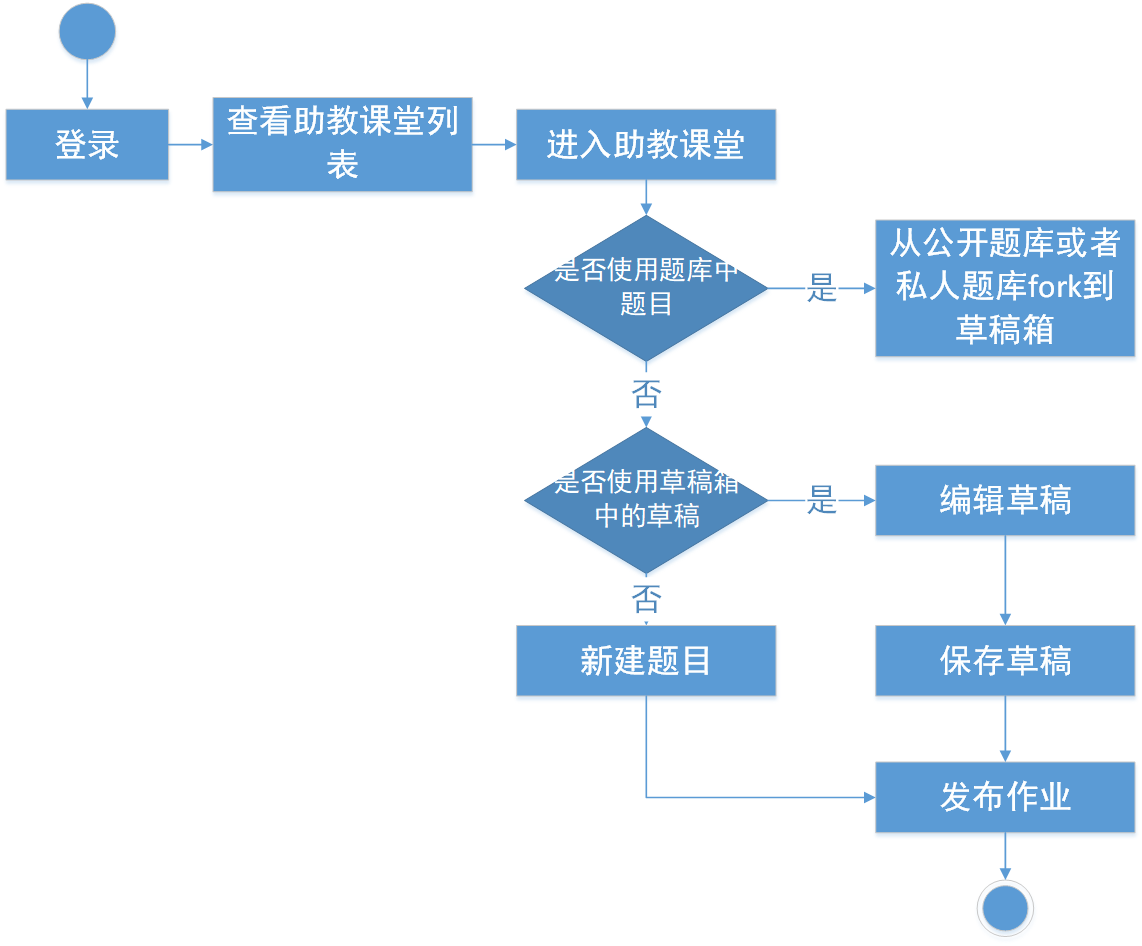 登录
查看助教课堂列
表
进入助教课堂
是否使用题库中
题目
是
从公开题库或者
私人题库fork到
草稿箱
否
是否使用草稿箱
中的草稿
是
编辑草稿
否
新建题目
保存草稿
发布作业